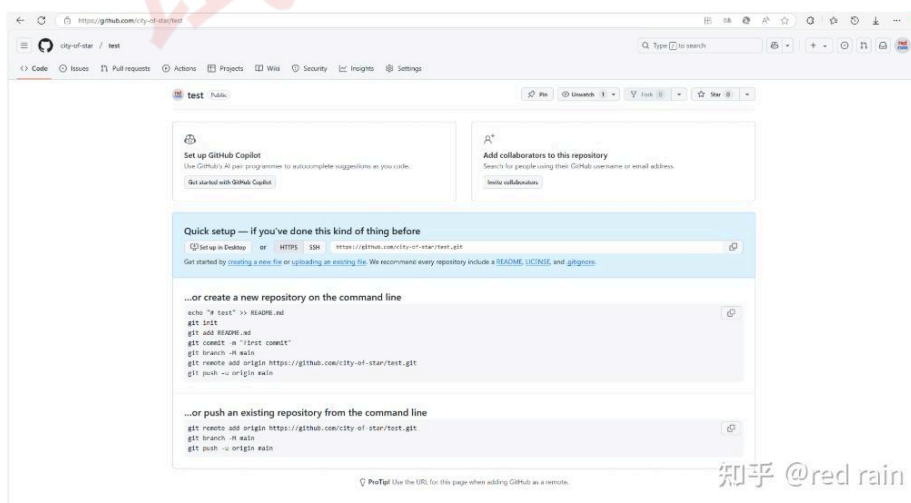 https://github.com/city-of-star/test
city-of-star / test
Type / to search
Code Issues Pull requests Actions Projects Wiki Security Insights Settings
test Public
Pin Unwatch 1 Fork 0 Star 0
Set up GitHub Copilot
Use GitHub's AI pair programmer to autocomplete suggestions as you code.
Get started with GitHub Copilot
Add collaborators to this repository
Search for people using their GitHub username or email address.
Invite collaborators
Quick setup — if you've done this kind of thing before
Set up in Desktop or HTTPS SSH https://github.com/city-of-star/test.git
Get started by creating a new file or uploading an existing file. We recommend every repository include a README, LICENSE, and .gitignore.
...or create a new repository on the command line
echo "# test" >> README.md
git init
git add README.md
git commit -m "first commit"
git branch -M main
git remote add origin https://github.com/city-of-star/test.git
git push -u origin main
...or push an existing repository from the command line
git remote add origin https://github.com/city-of-star/test.git
git branch -M main
git push -u origin main
ProTip! Use the URL for this page when adding GitHub as a remote.
知乎 @red rain